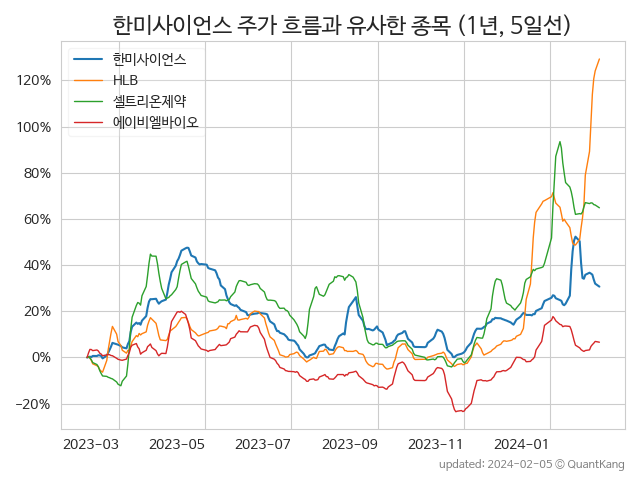 한미사이언스 주가 흐름과 유사한 종목 (1년, 5일선)
한미사이언스
HLB
셀트리온제약
에이비엘바이오
120%
100%
80%
60%
40%
20%
0%
−20%
2023-03 2023-05 2023-07 2023-09 2023-11 2024-01
updated: 2024-02-05 © QuantKang